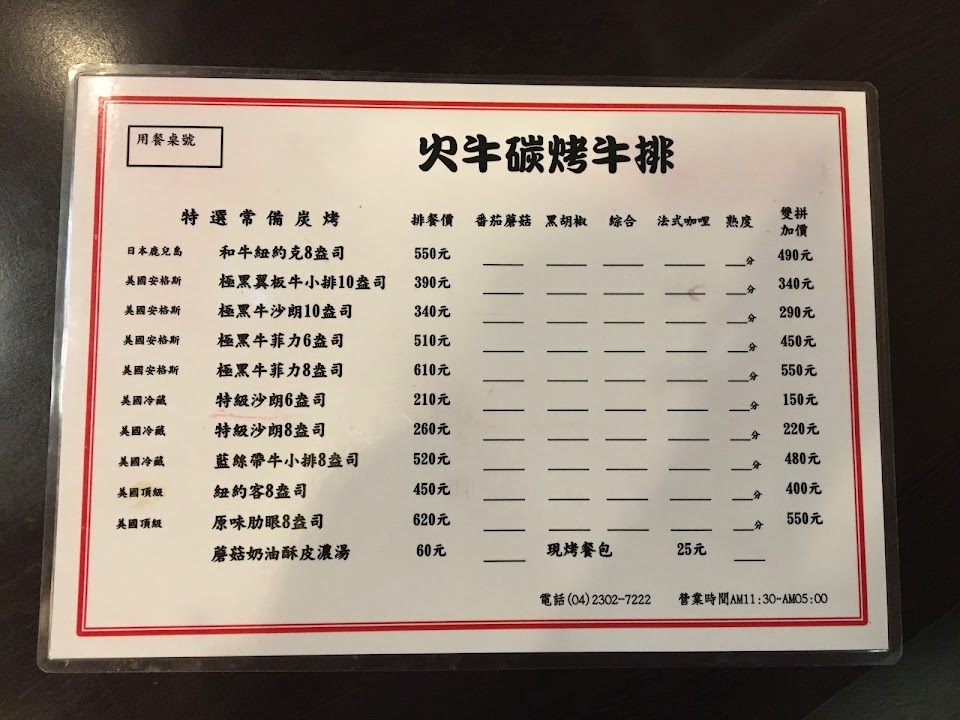 用餐桌號
火牛碳烤牛排
特選常備炭烤 排餐價 番茄蘑菇 黑胡椒 綜合 法式咖哩 熟度 雙拼加價
日本鹿兒島 和牛紐約克8盎司 550元 分 490元
美國安格斯 極黑翼板牛小排10盎司 390元 分 340元
美國安格斯 極黑牛沙朗10盎司 340元 分 290元
美國安格斯 極黑牛菲力6盎司 510元 分 450元
美國安格斯 極黑牛菲力8盎司 610元 分 550元
美國冷藏 特級沙朗6盎司 210元 分 150元
美國冷藏 特級沙朗8盎司 260元 分 220元
美國冷藏 藍絲帶牛小排8盎司 520元 分 480元
美國頂級 紐約客8盎司 450元 分 400元
美國頂級 原味肋眼8盎司 620元 分 550元
蘑菇奶油酥皮濃湯 60元 現烤餐包 25元
電話(04)2302-7222 營業時間AM11:30~AM05:00